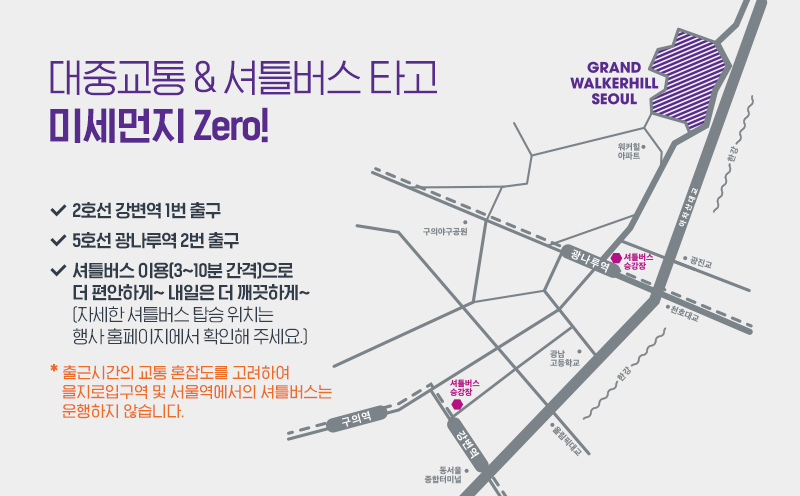 대중교통 & 셔틀버스 타고
미세먼지 Zero!
2호선 강변역 1번 출구
5호선 광나루역 2번 출구
셔틀버스 이용(3~10분 간격)으로
더 편안하게~ 내일은 더 깨끗하게~
(자세한 셔틀버스 탑승 위치는
행사 홈페이지에서 확인해 주세요.)
* 출근시간의 교통 혼잡도를 고려하여
을지로입구역 및 서울역에서의 셔틀버스는
운행하지 않습니다.
GRAND
WALKERHILL
SEOUL
워커힐
아파트
한강
아차산대교
구의야구공원
광나루역
셔틀버스
승강장
광진교
천호대교
광남
고등학교
한강
셔틀버스
승강장
구의역
강변역
올림픽대교
동서울
종합터미널